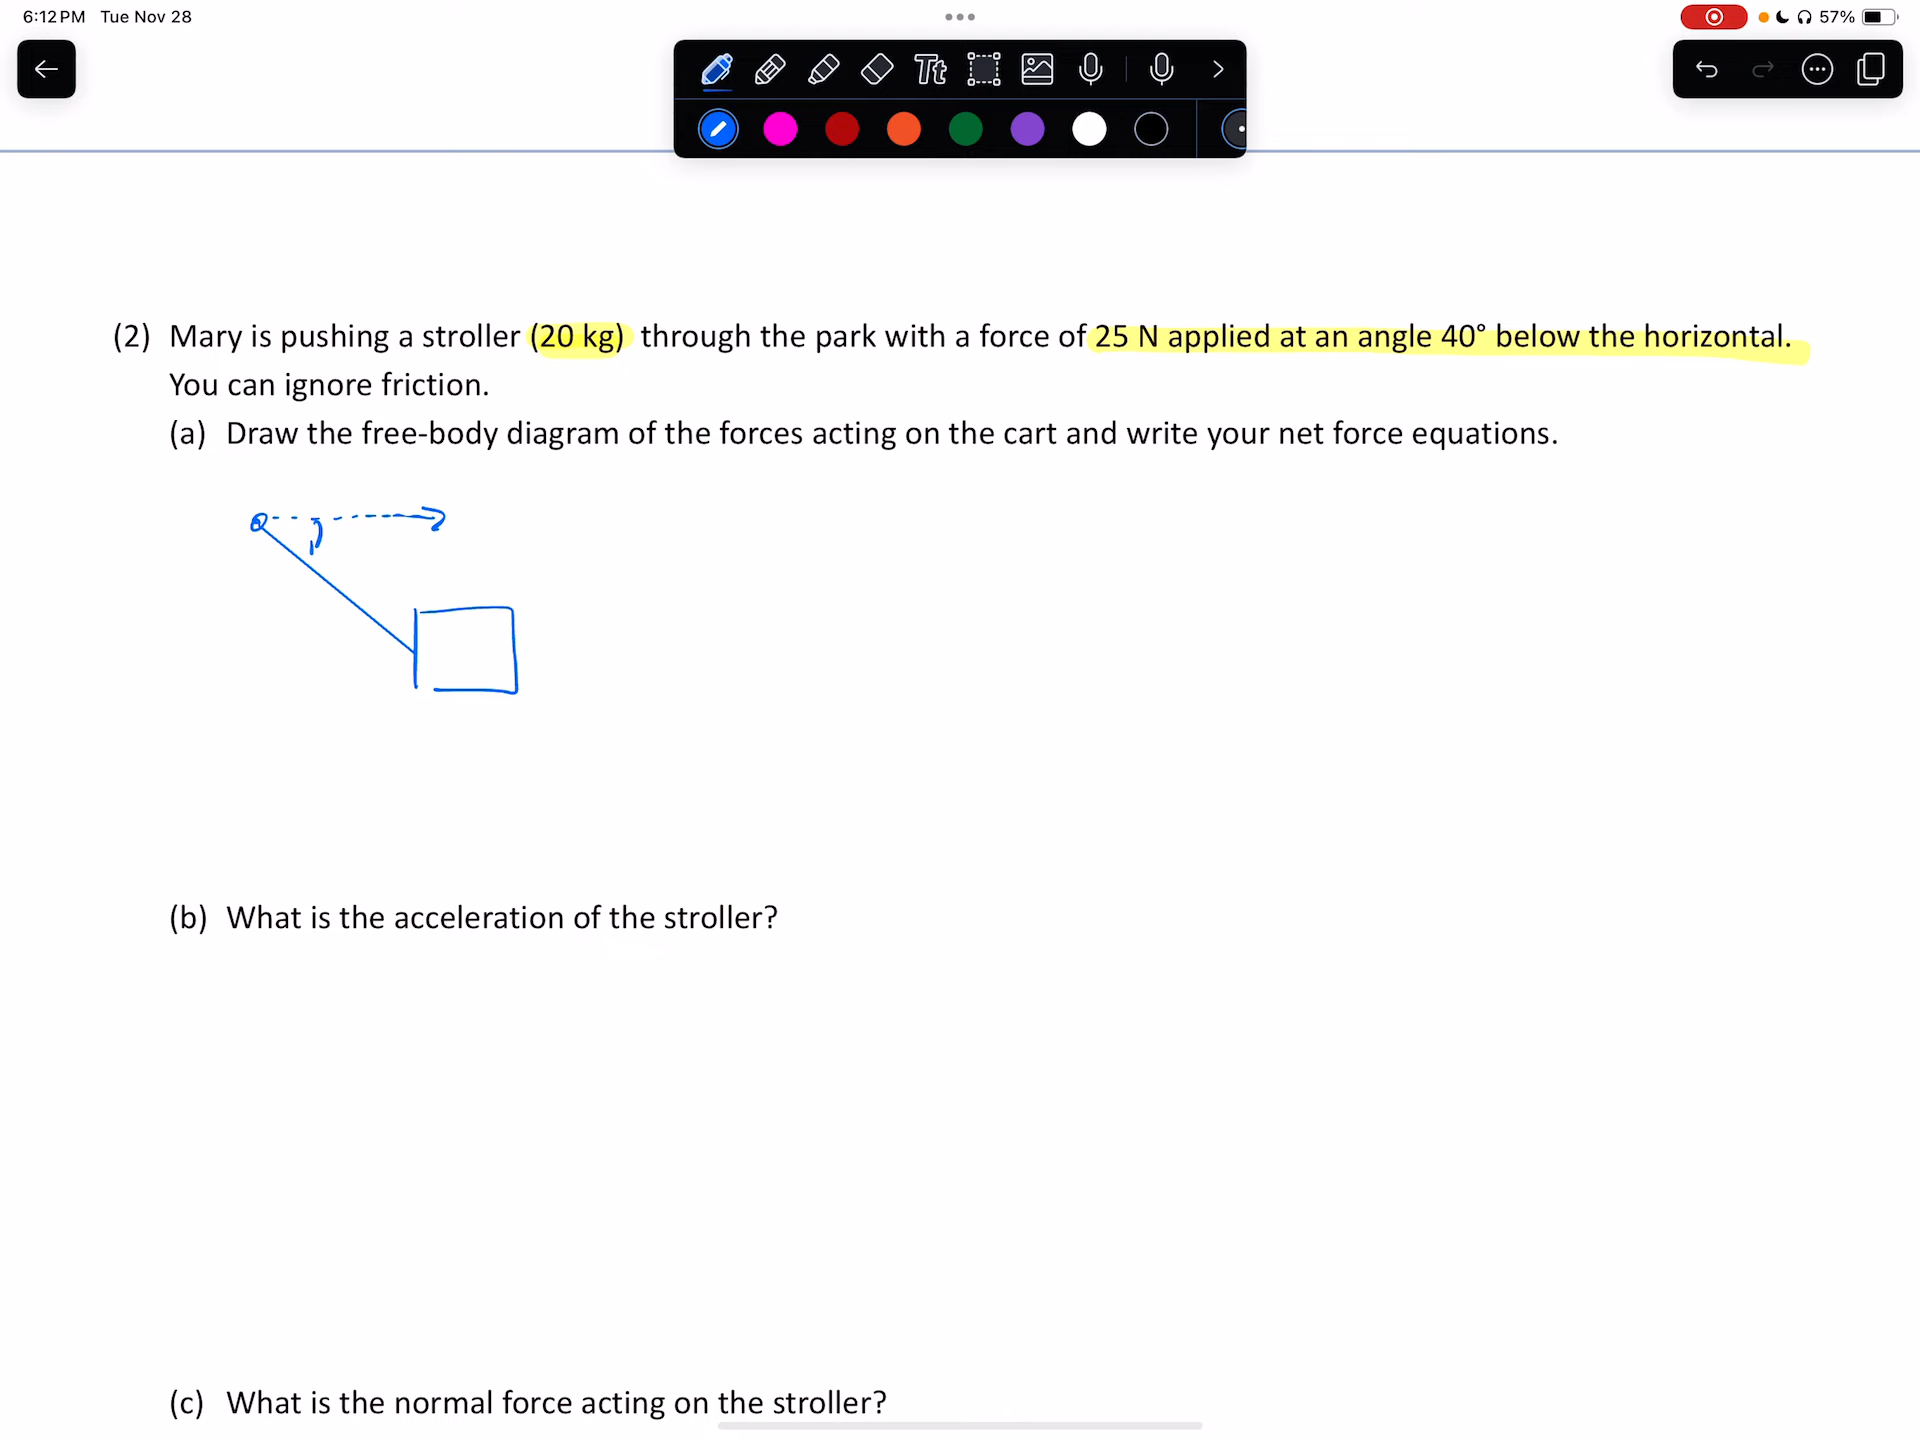 6:12 PM Tue Nov 28
57%
Tt
(2) Mary is pushing a stroller (20 kg) through the park with a force of 25 N applied at an angle 40° below the horizontal.
You can ignore friction.
(a) Draw the free-body diagram of the forces acting on the cart and write your net force equations.
(b) What is the acceleration of the stroller?
(c) What is the normal force acting on the stroller?